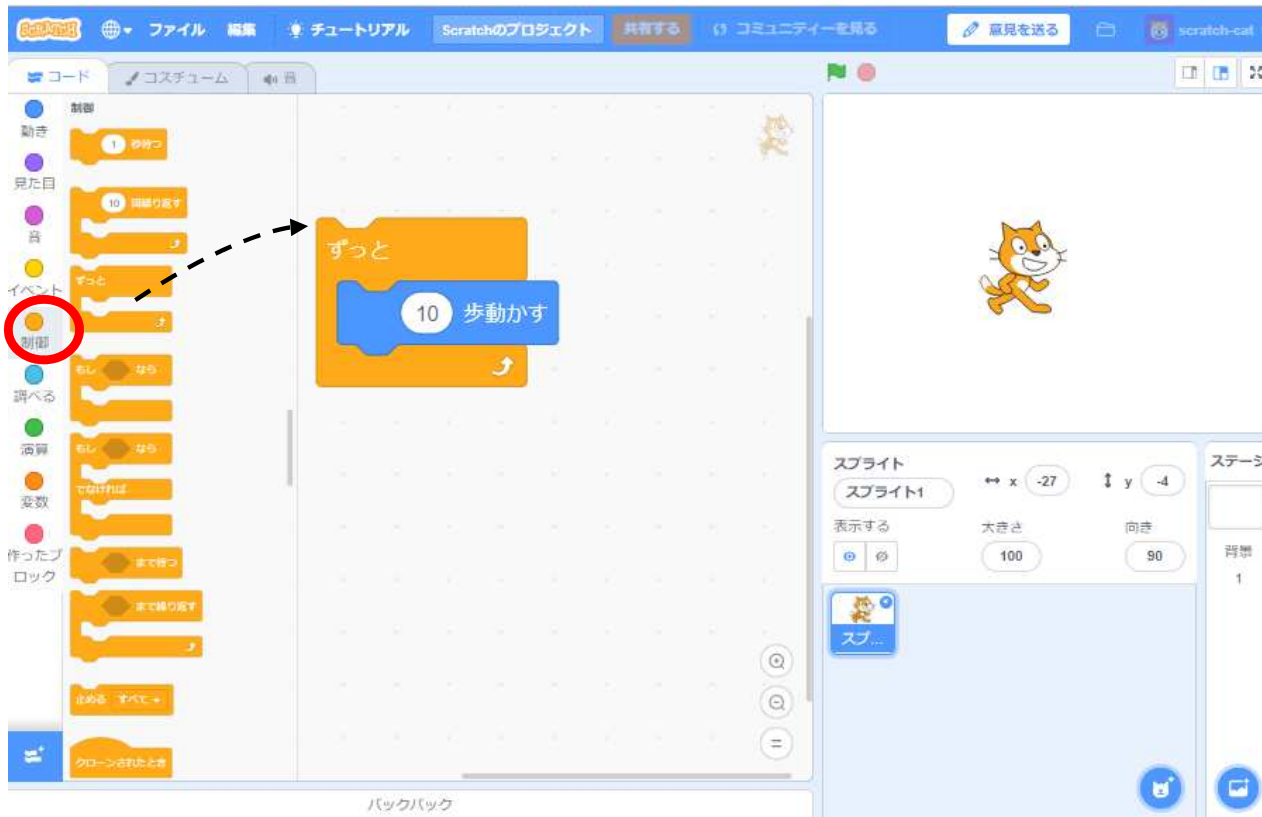 SCRATCH ファイル 編集 チュートリアル Scratchのプロジェクト 共有する コミュニティーを見る 意見を送る scratch-cat
コード コスチューム 音
動き
見た目
音
イベント
制御
調べる
演算
変数
作ったブ
ロック
制御
1 秒待つ
10 回繰り返す
ずっと
もし なら
もし なら
でなければ
まで待つ
まで繰り返す
止める すべて
クローンされたとき
ずっと
10 歩動かす
スプライト
スプライト1
x -27
y -4
表示する
大きさ 100
向き 90
スプ...
ステージ
背景
1
バックパック